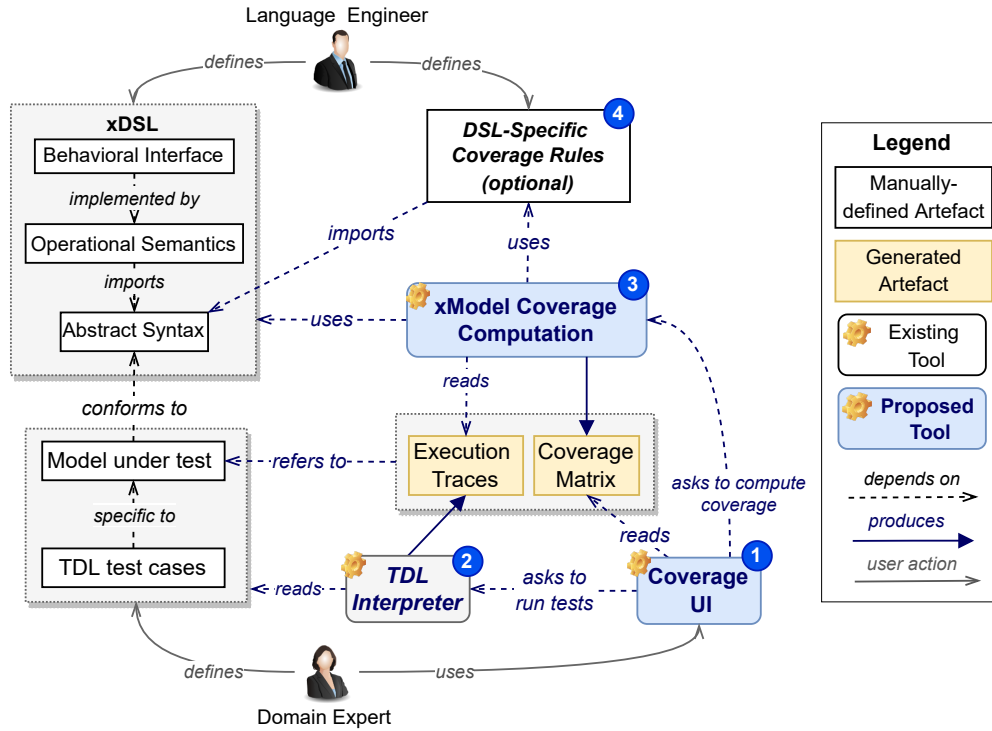 Language Engineer
defines
defines
xDSL
Behavioral Interface
implemented by
Operational Semantics
imports
Abstract Syntax
4
DSL-Specific
Coverage Rules
(optional)
imports
uses
uses
3
xModel Coverage
Computation
reads
conforms to
Model under test
specific to
TDL test cases
refers to
Execution
Traces
Coverage
Matrix
asks to compute
coverage
reads
reads
2
TDL
Interpreter
asks to
run tests
1
Coverage
UI
defines
uses
Domain Expert
Legend
Manually-
defined Artefact
Generated
Artefact
Existing
Tool
Proposed
Tool
depends on
produces
user action